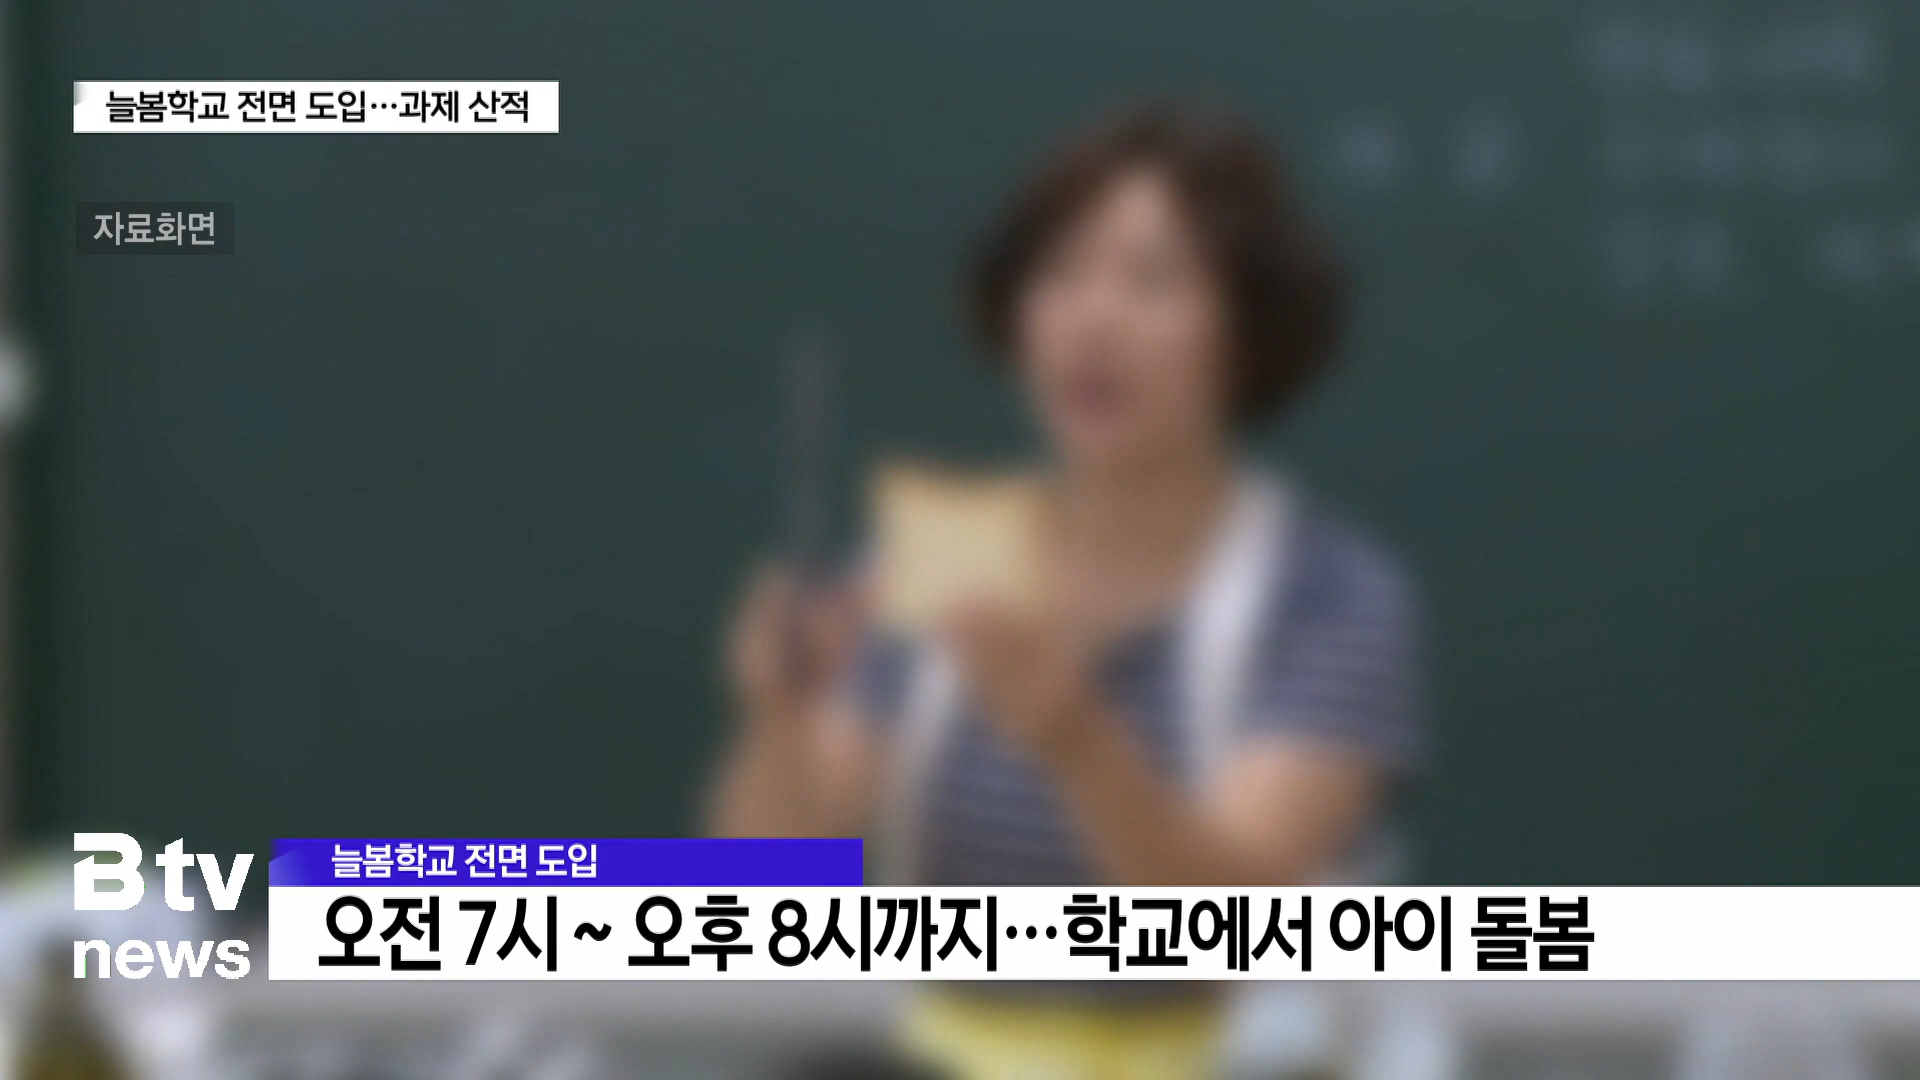 늘봄학교 전면 도입…과제 산적
자료화면
B tv
news
늘봄학교 전면 도입
오전 7시 ~ 오후 8시까지…학교에서 아이 돌봄